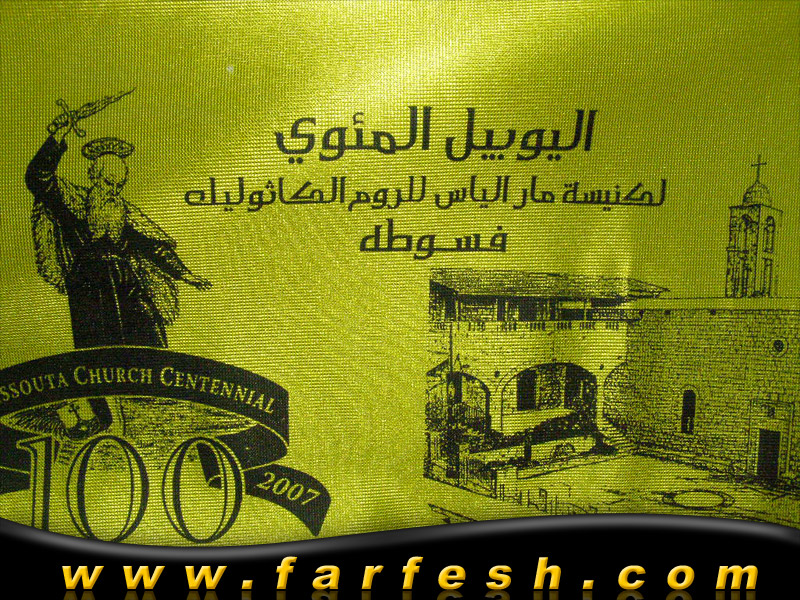 اليوبيل المئوي
لكنيسة مار الياس للروم الكاثوليك
فسوطه
SSOUTA CHURCH CENTENNIAL
100
2007
www.farfesh.com